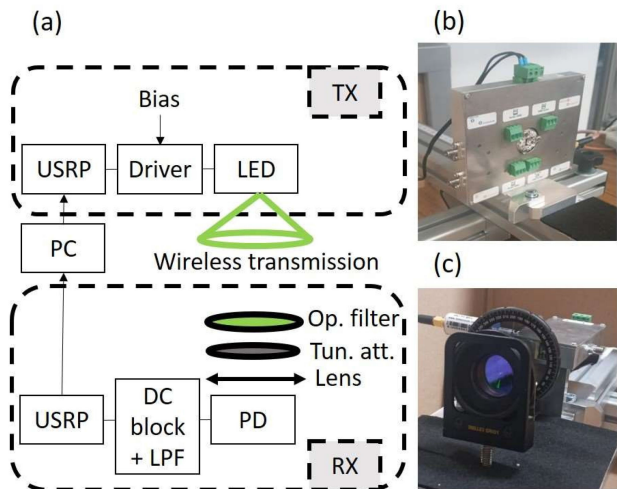 (a)
TX
Bias
USRP
Driver
LED
PC
Wireless transmission
Op. filter
Tun. att.
Lens
USRP
DC
block
+ LPF
PD
RX
(b)
(c)